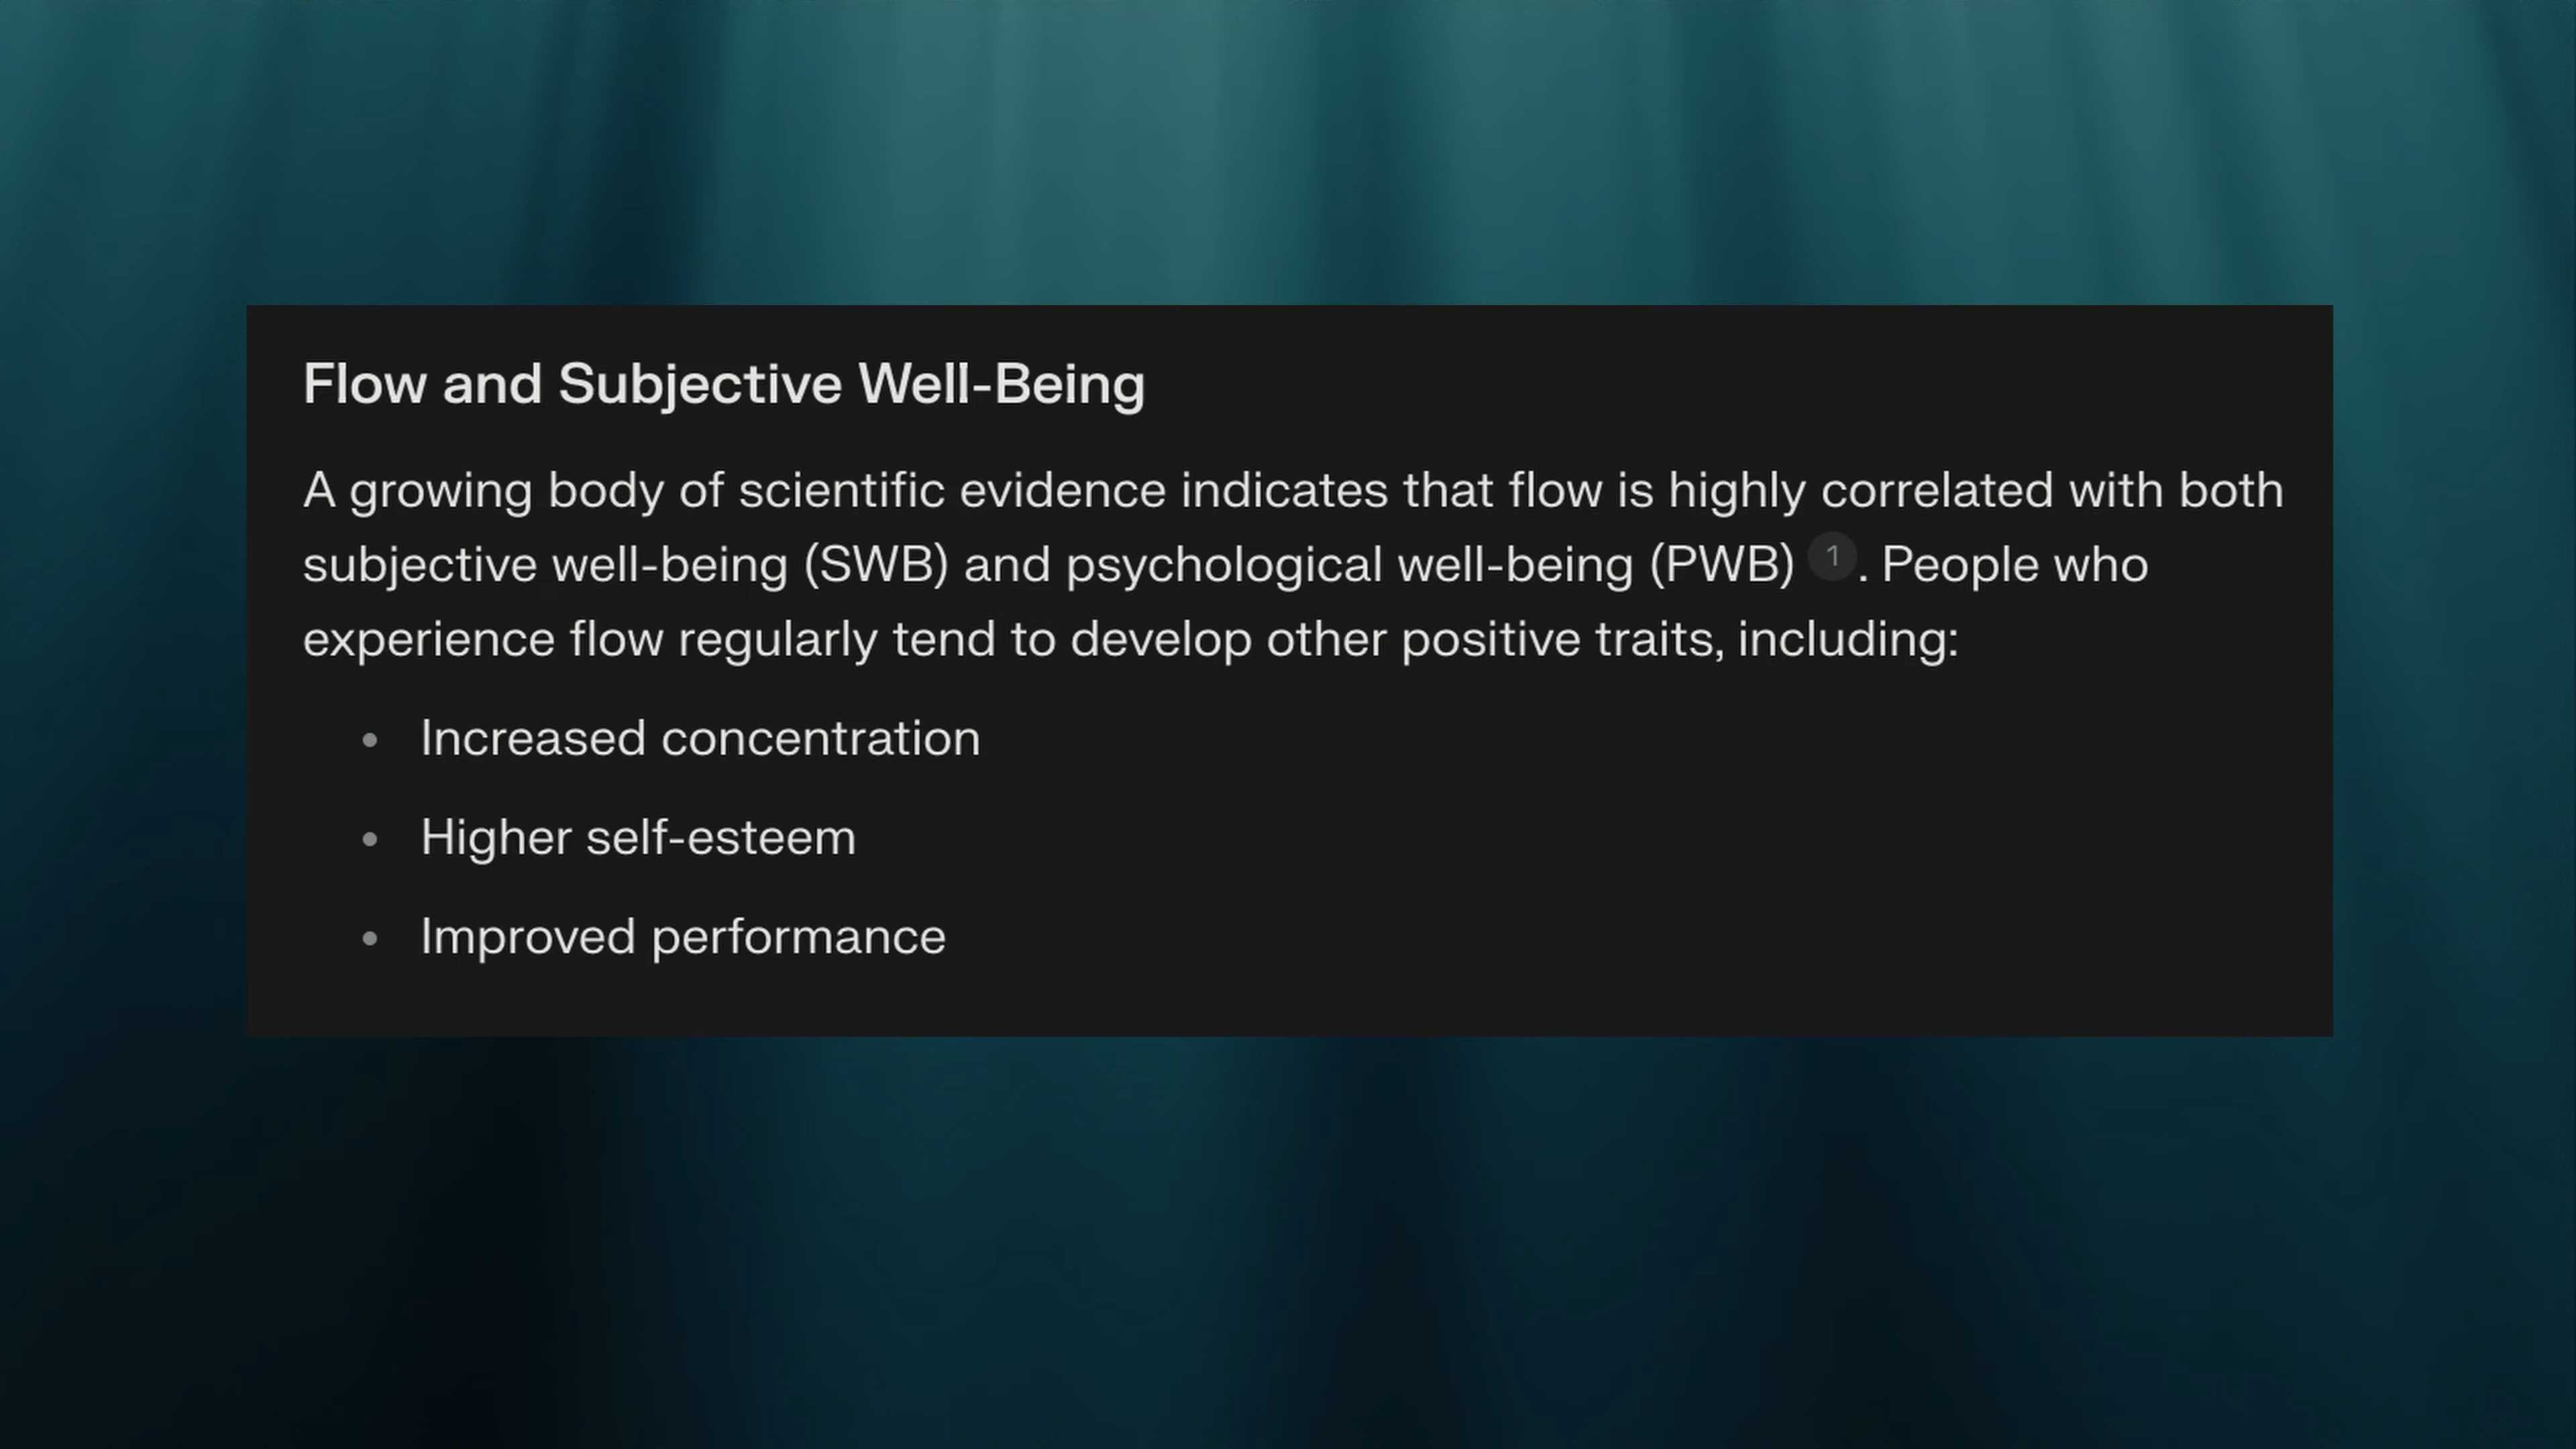 Flow and Subjective Well-Being
A growing body of scientific evidence indicates that flow is highly correlated with both
subjective well-being (SWB) and psychological well-being (PWB) 1. People who
experience flow regularly tend to develop other positive traits, including:
• Increased concentration
• Higher self-esteem
• Improved performance